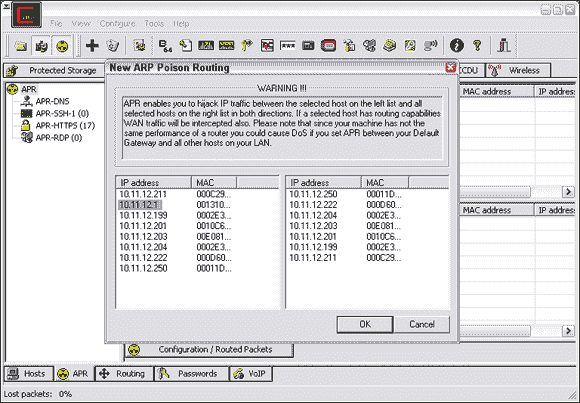 File View Configure Tools Help
Protected Storage
CCDU
Wireless
APR
APR-DNS
APR-SSH-1 (0)
APR-HTTPS (17)
APR-RDP (0)
New ARP Poison Routing
WARNING !!!
APR enables you to hijack IP traffic between the selected host on the left list and all
selected hosts on the right list in both directions. If a selected host has routing capabilities
WAN traffic will be intercepted also. Please note that since your machine has not the
same performance of a router you could cause DoS if you set APR between your Default
Gateway and all other hosts on your LAN.
IP address MAC
10.11.12.211 000C29...
10.11.12.1 001310...
10.11.12.199 0002E3...
10.11.12.201 0010C6...
10.11.12.203 00E081...
10.11.12.204 0002E3...
10.11.12.222 000D60...
10.11.12.250 00011D...
IP address MAC
10.11.12.250 00011D...
10.11.12.222 000D60...
10.11.12.204 0002E3...
10.11.12.203 00E081...
10.11.12.201 0010C6...
10.11.12.199 0002E3...
10.11.12.211 000C29...
OK Cancel
MAC address IP addres
MAC address IP addres
Configuration / Routed Packets
Hosts APR Routing Passwords VoIP
Lost packets: 0%